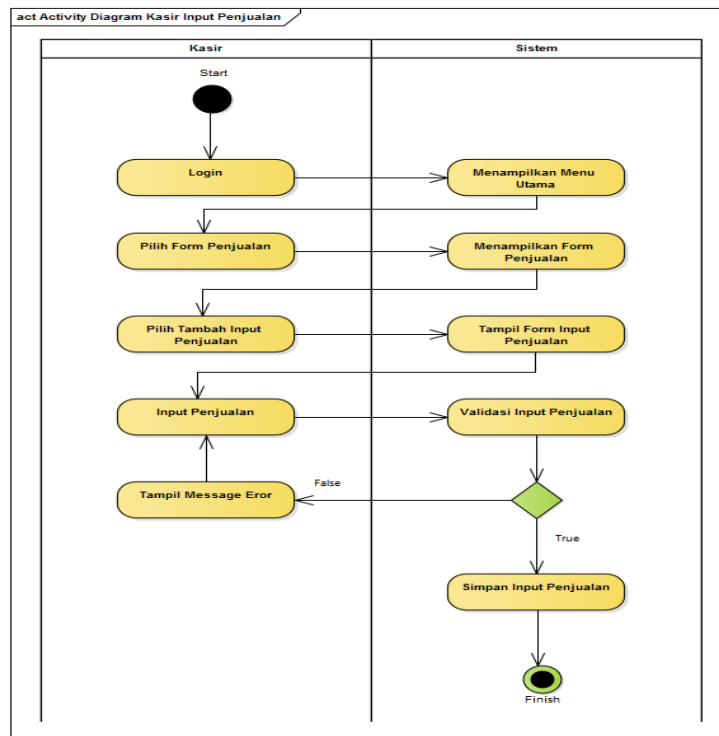 act Activity Diagram Kasir Input Penjualan
Kasir
Sistem
Start
Login
Menampilkan Menu
Utama
Pilih Form Penjualan
Menampilkan Form
Penjualan
Pilih Tambah Input
Penjualan
Tampil Form Input
Penjualan
Input Penjualan
Validasi Input Penjualan
Tampil Message Eror
False
True
Simpan Input Penjualan
Finish